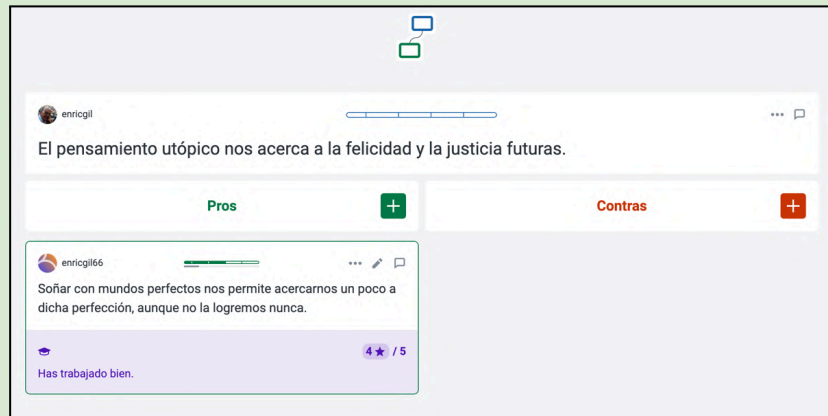 enricgil
El pensamiento utópico nos acerca a la felicidad y la justicia futuras.
Pros
Contras
enricgil66
Soñar con mundos perfectos nos permite acercarnos un poco a
dicha perfección, aunque no la logremos nunca.
4★ / 5
Has trabajado bien.